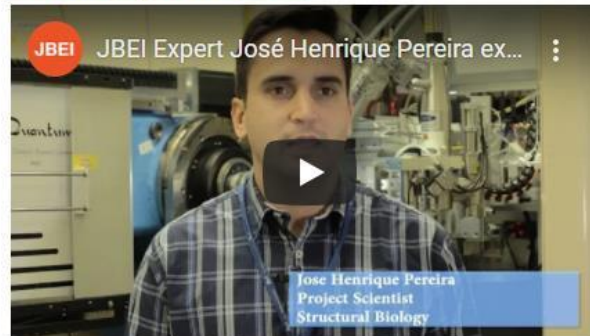 JBEI
JBEI Expert José Henrique Pereira ex...
Quantum
Jose Henrique Pereira
Project Scientist
Structural Biology